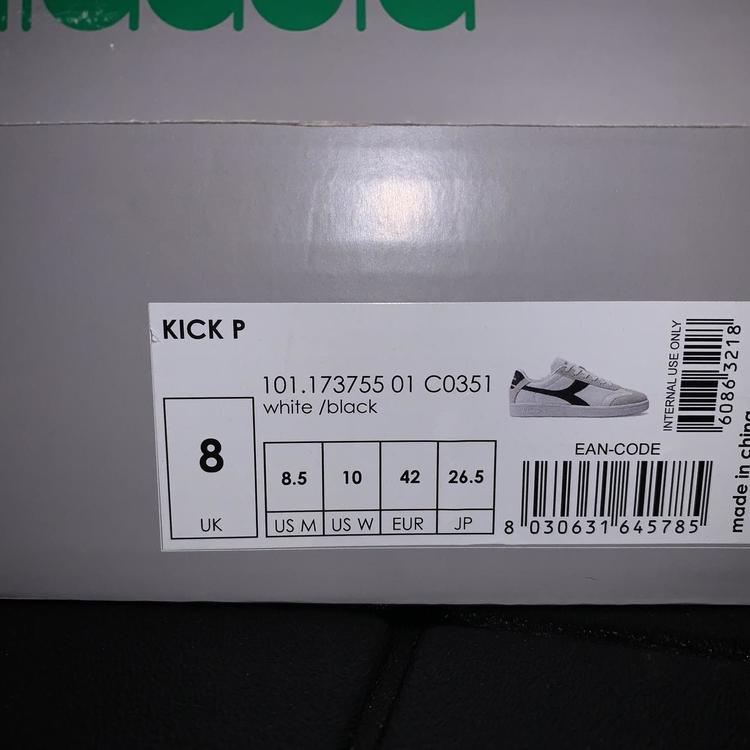 KICK P
101.173755 01 C0351
white /black
8
UK
8.5 10 42 26.5
US M US W EUR JP
INTERNAL USE ONLY
6086 3218
EAN-CODE
8 030631 645785
made in china